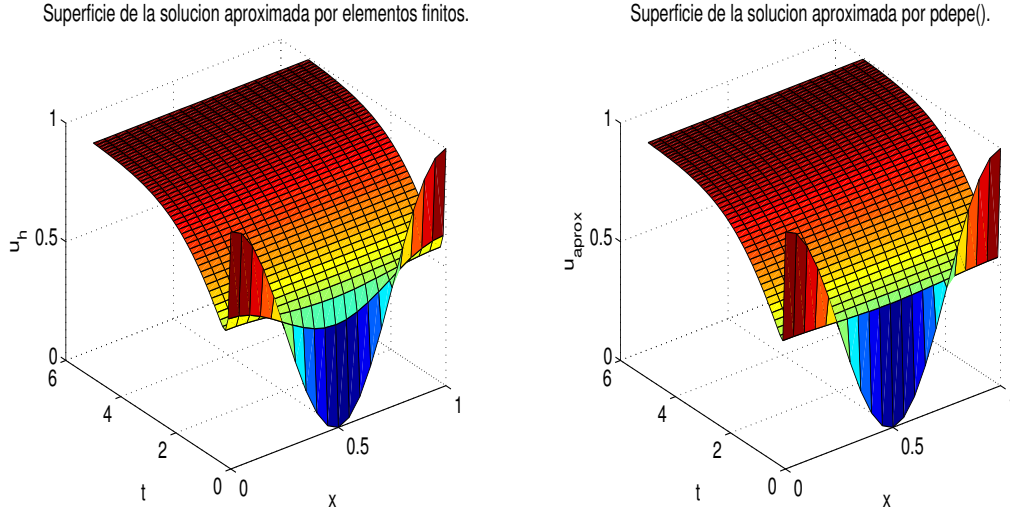 Superficie de la solucion aproximada por elementos finitos.
1
0.5
0
6
4
2
0
0
0.5
1
u_h
t
x
Superficie de la solucion aproximada por pdepe().
1
0.5
0
6
4
2
0
0
0.5
u_aprox
t
x